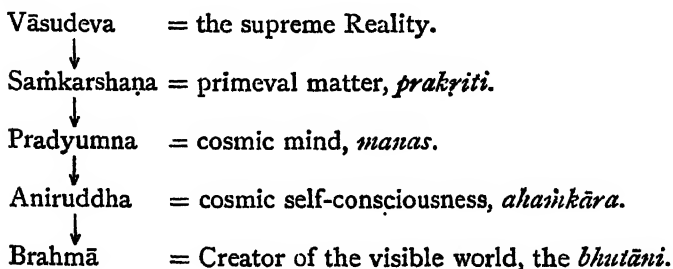 Vāsudeva = the supreme Reality.
↓
Saṁkarshaṇa = primeval matter, prakṛiti.
↓
Pradyumna = cosmic mind, manas.
↓
Aniruddha = cosmic self-consciousness, ahaṁkāra.
↓
Brahmā = Creator of the visible world, the bhutāni.